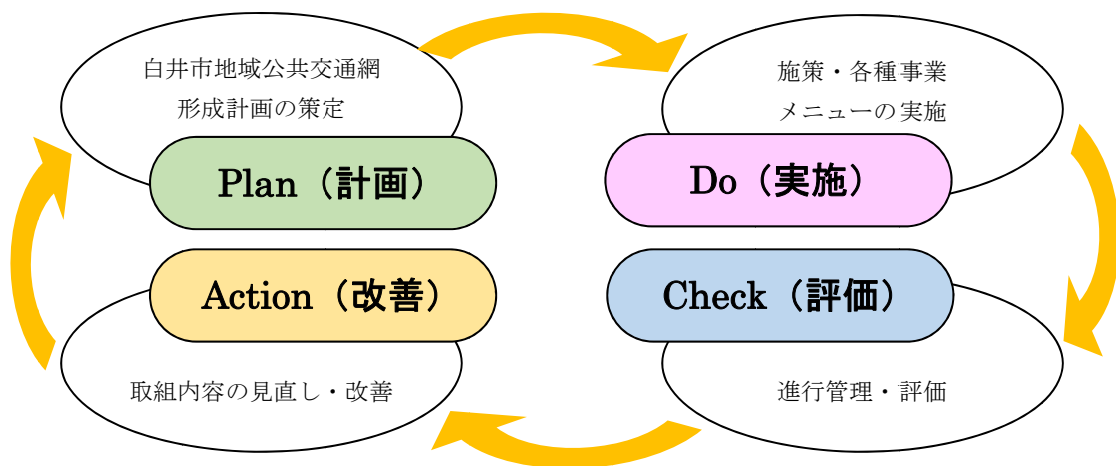 白井市地域公共交通網
形成計画の策定
Plan（計画）
施策・各種事業
メニューの実施
Do（実施）
Check（評価）
進行管理・評価
Action（改善）
取組内容の見直し・改善